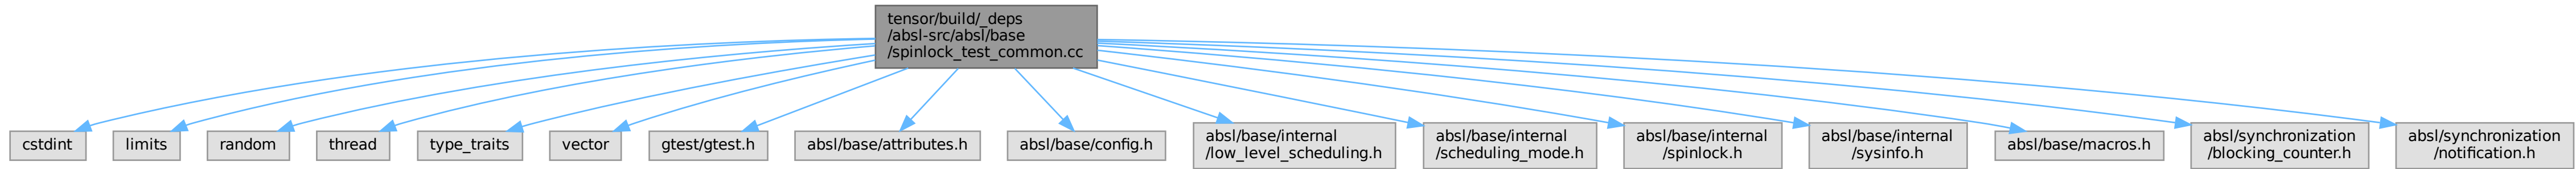 tensor/build/_deps
/absl-src/absl/base
/spinlock_test_common.cc
cstdint
limits
random
thread
type_traits
vector
gtest/gtest.h
absl/base/attributes.h
absl/base/config.h
absl/base/internal
/low_level_scheduling.h
absl/base/internal
/scheduling_mode.h
absl/base/internal
/spinlock.h
absl/base/internal
/sysinfo.h
absl/base/macros.h
absl/synchronization
/blocking_counter.h
absl/synchronization
/notification.h